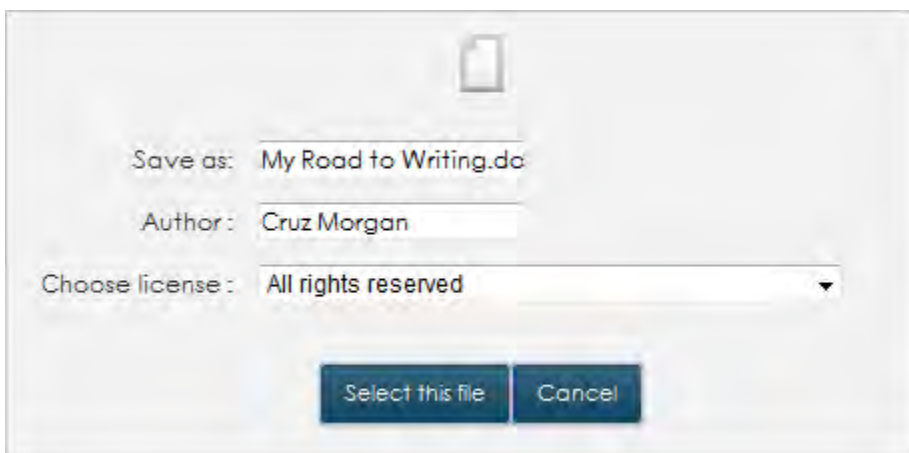 Save as: My Road to Writing.do
Author : Cruz Morgan
Choose license : All rights reserved
Select this file Cancel